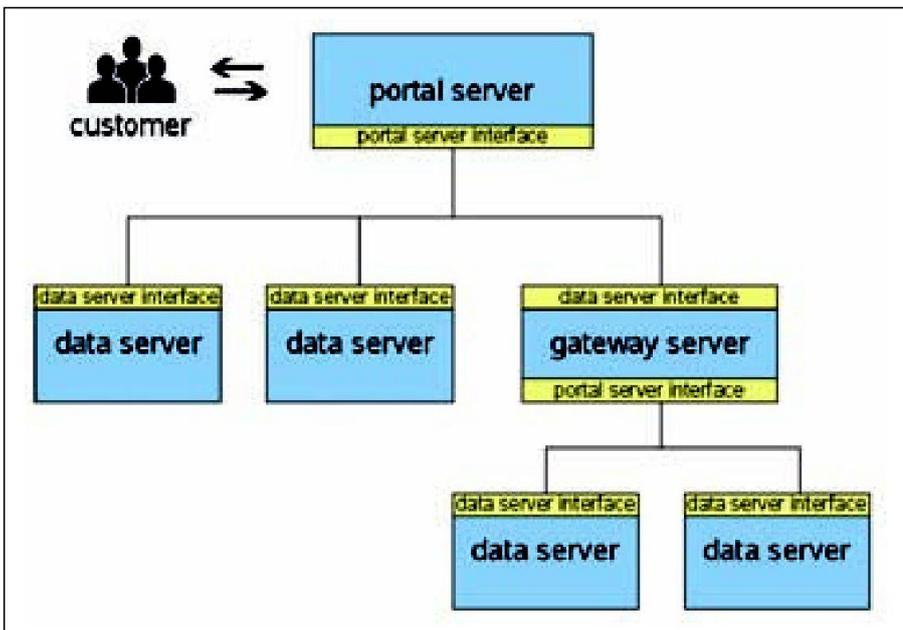 portal server
customer
portal server interface
data server interface
data server interface
data server interface
data server
data server
gateway server
portal server interface
data server interface
data server interface
data server
data server